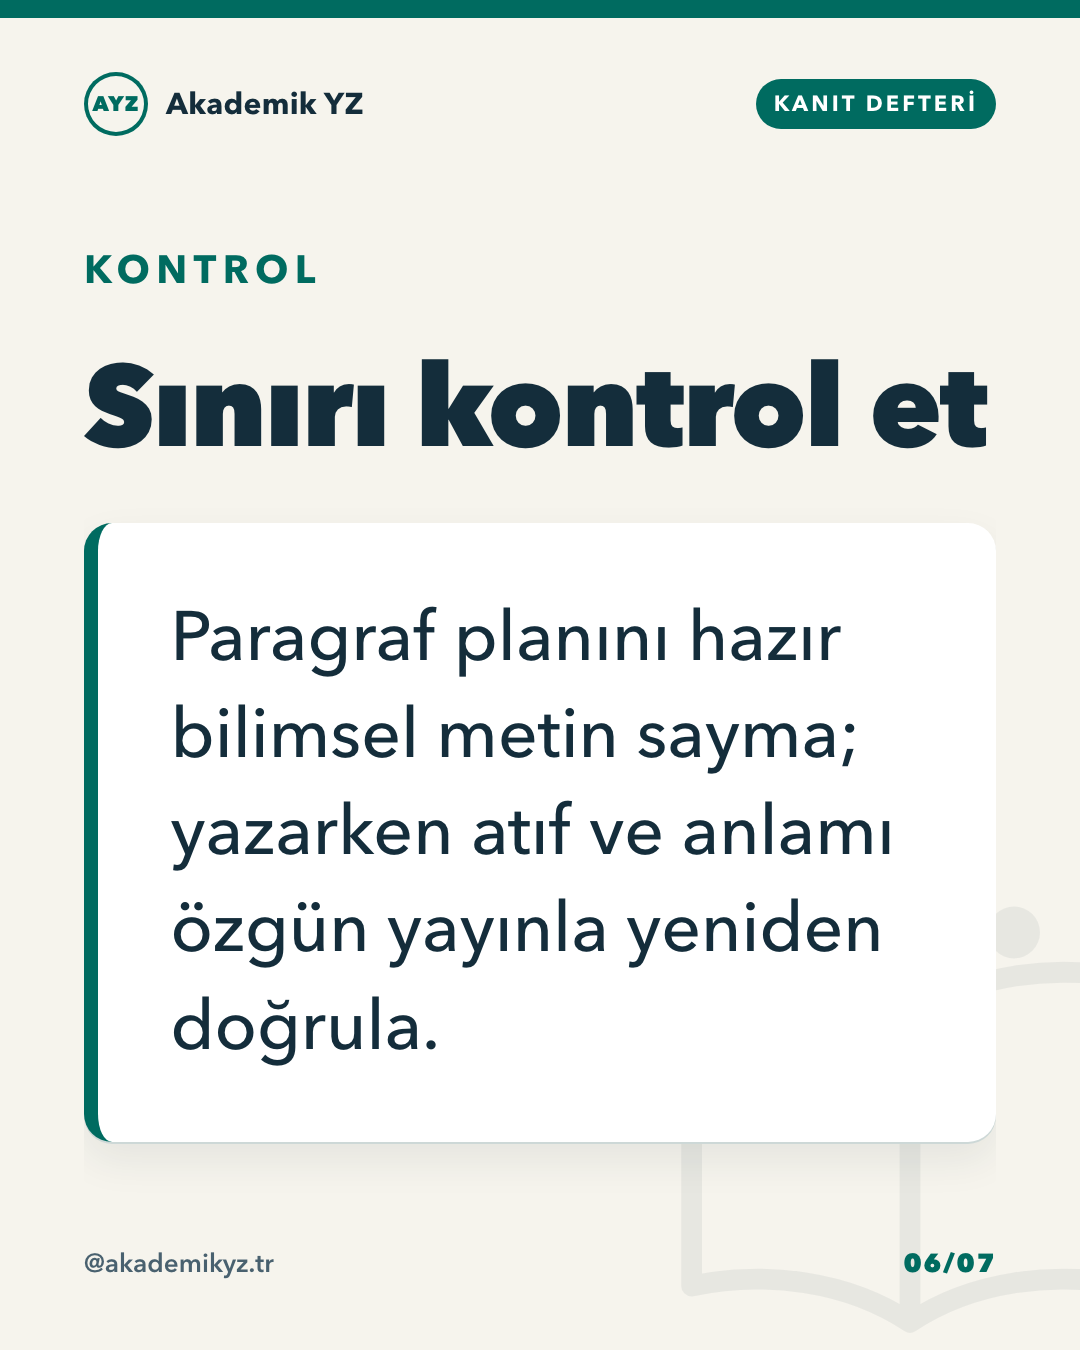 AYZ Akademik YZ
KANIT DEFTERİ
KONTROL
Sınırı kontrol et
Paragraf planını hazır
bilimsel metin sayma;
yazarken atıf ve anlamı
özgün yayınla yeniden
doğrula.
@akademikyz.tr
06/07